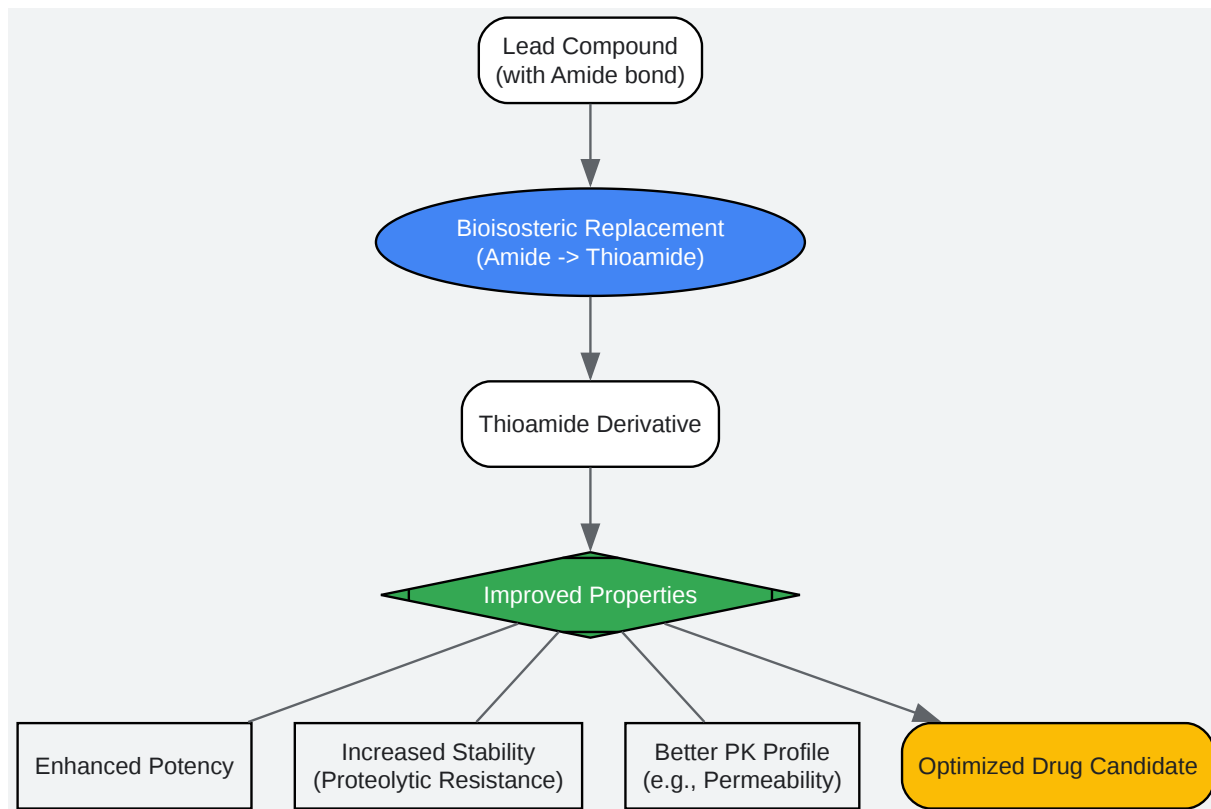 Lead Compound
(with Amide bond)
Bioisosteric Replacement
(Amide -> Thioamide)
Thioamide Derivative
Improved Properties
Enhanced Potency
Increased Stability
(Proteolytic Resistance)
Better PK Profile
(e.g., Permeability)
Optimized Drug Candidate